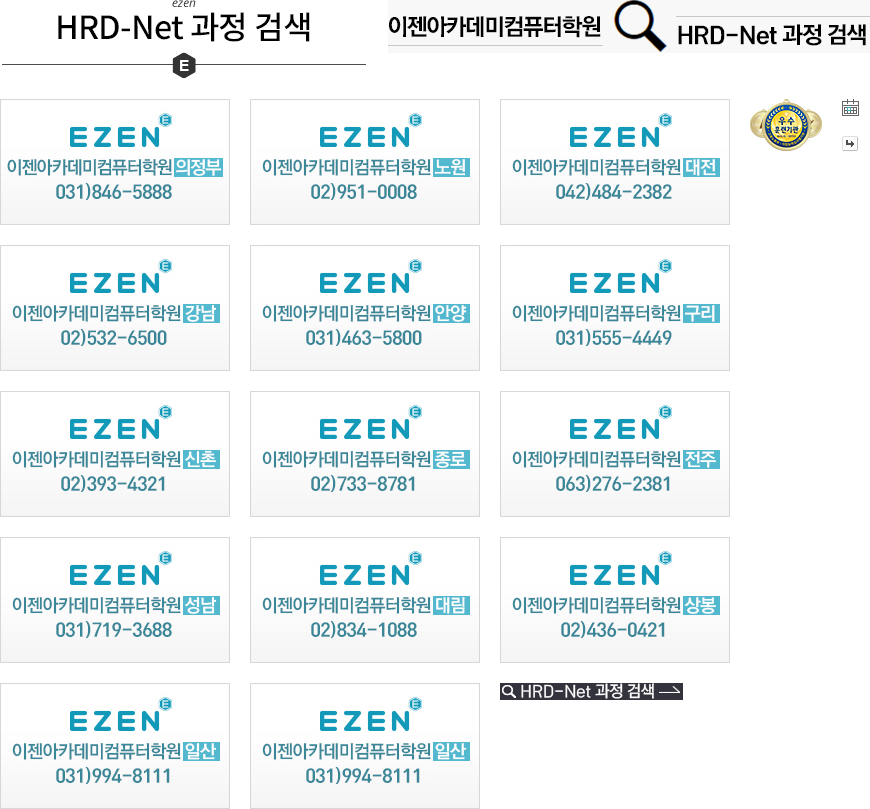 ezen
HRD-Net 과정 검색
E
이젠아카데미컴퓨터학원
HRD-Net 과정 검색
EZEN E
이젠아카데미컴퓨터학원 의정부
031)846-5888
EZEN E
이젠아카데미컴퓨터학원 노원
02)951-0008
EZEN E
이젠아카데미컴퓨터학원 대전
042)484-2382
우수
훈련기관
EZEN E
이젠아카데미컴퓨터학원 강남
02)532-6500
EZEN E
이젠아카데미컴퓨터학원 안양
031)463-5800
EZEN E
이젠아카데미컴퓨터학원 구리
031)555-4449
EZEN E
이젠아카데미컴퓨터학원 신촌
02)393-4321
EZEN E
이젠아카데미컴퓨터학원 종로
02)733-8781
EZEN E
이젠아카데미컴퓨터학원 전주
063)276-2381
EZEN E
이젠아카데미컴퓨터학원 성남
031)719-3688
EZEN E
이젠아카데미컴퓨터학원 대림
02)834-1088
EZEN E
이젠아카데미컴퓨터학원 상봉
02)436-0421
EZEN E
이젠아카데미컴퓨터학원 일산
031)994-8111
EZEN E
이젠아카데미컴퓨터학원 일산
031)994-8111
HRD-Net 과정 검색